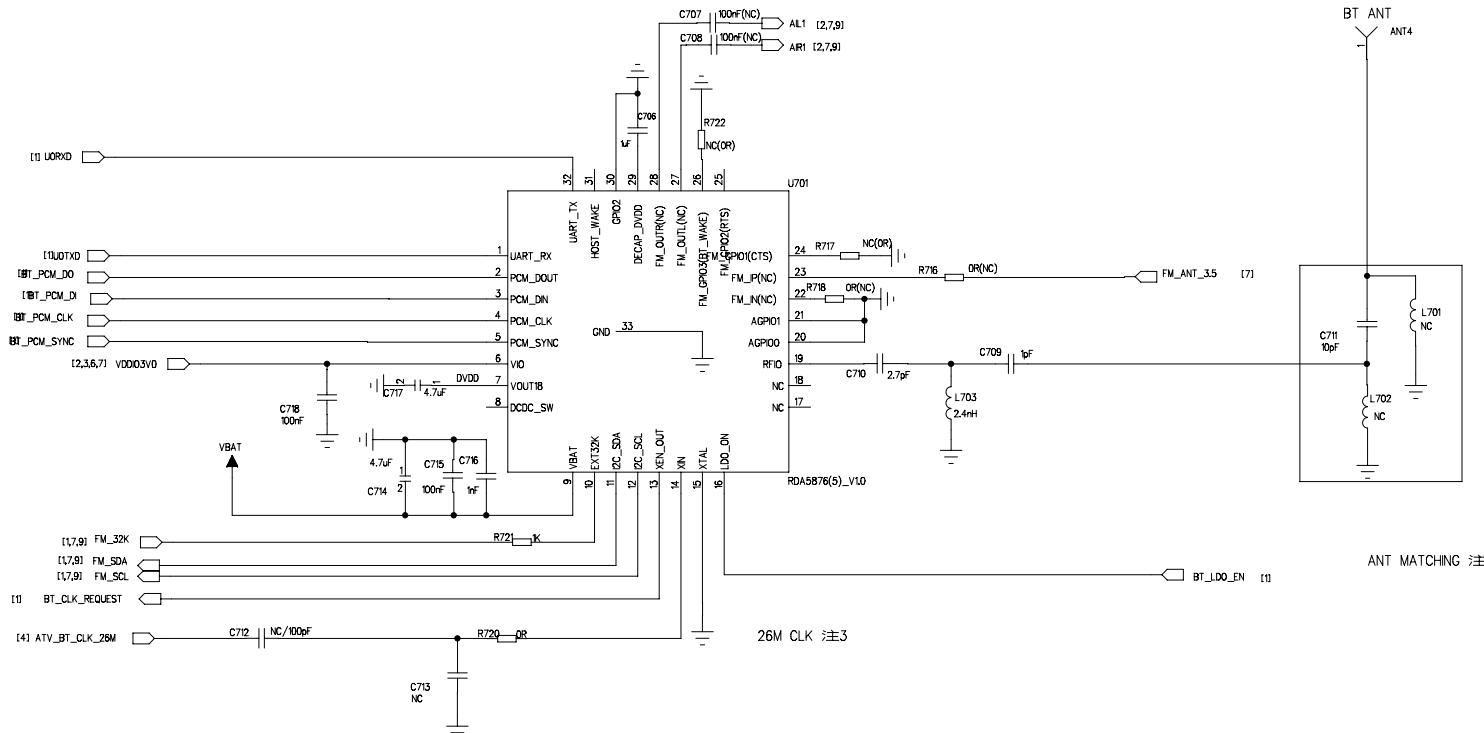 C707 100nF(NC) AIL1 [2,7,9]
C708 100nF(NC) AIR1 [2,7,9]
BT ANT
ANT4
1
C706
1uF
R722
NC(0R)
[1] U0RXD
32 31 30 29 28 27 26 25
U701
UART_TX
HOST_WAKE
GPIO2
DECAP_DVDD
FM_OUTR(NC)
FM_OUTL(NC)
FM_GPIO3(BT_WAKE)
FM_GPIO2(RTS)
[1]U0TXD 1 UART_RX
BT_PCM_DO 2 PCM_DOUT
BT_PCM_DI 3 PCM_DIN
BT_PCM_CLK 4 PCM_CLK
BT_PCM_SYNC 5 PCM_SYNC
[2,3,6,7] VDDIO3V0 6 VIO
C717 2 1 4.7uF DVDD 7 VOUT18
8 DCDC_SW
C718
100nF
GND 33
FM_GPIO1(CTS) 24 R717 NC(0R)
FM_IP(NC) 23 R716 0R(NC) FM_ANT_3.5 [7]
FM_IN(NC) 22 R718 0R(NC)
AGPIO1 21
AGPIO0 20
RFIO 19 C710 2.7pF C709 1pF
NC 18
NC 17
L703
2.4nH
C711
10pF
L701
NC
L702
NC
VBAT
4.7uF
1
2
C714
C715
100nF
C716
1nF
VBAT
EXT32K
I2C_SDA
I2C_SCL
XEN_OUT
XIN
XTAL
LDO_ON
9 10 11 12 13 14 15 16
RDA5876(5)_V1.0
[1,7,9] FM_32K R721 1K
[1,7,9] FM_SDA
[1,7,9] FM_SCL
[1] BT_CLK_REQUEST
BT_LDO_EN [1]
ANT MATCHING 注
[4] ATV_BT_CLK_26M C712 NC/100pF R720 0R
26M CLK 注3
C713
NC